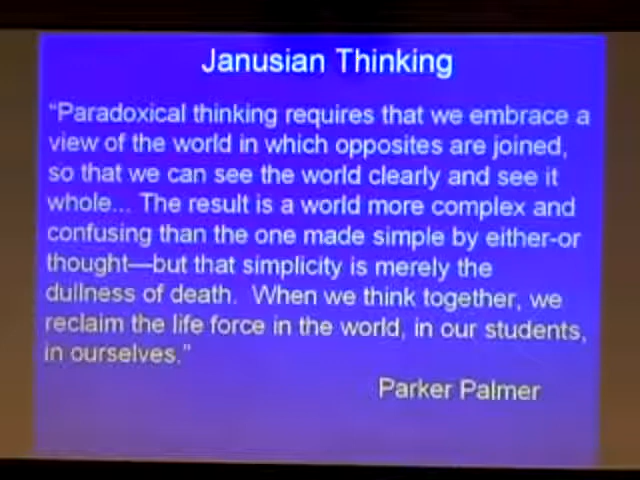 Janusian Thinking
"Paradoxical thinking requires that we embrace a
view of the world in which opposites are joined,
so that we can see the world clearly and see it
whole... The result is a world more complex and
confusing than the one made simple by either-or
thought—but that simplicity is merely the
dullness of death. When we think together, we
reclaim the life force in the world, in our students,
in ourselves."
Parker Palmer